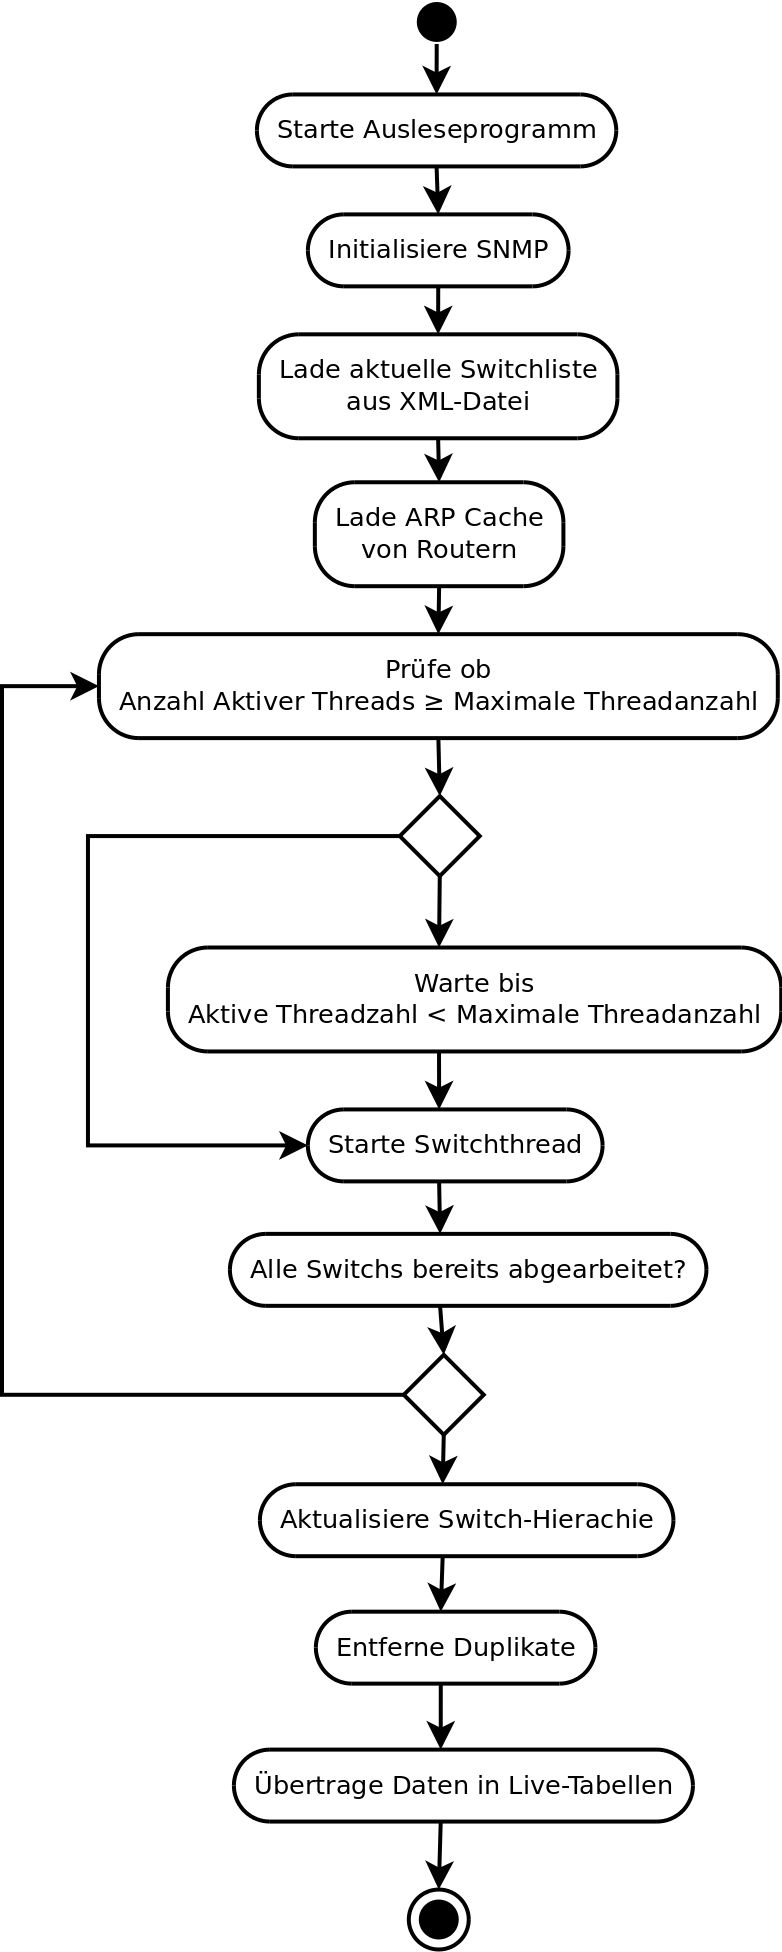 Starte Ausleseprogramm
Initialisiere SNMP
Lade aktuelle Switchliste
aus XML-Datei
Lade ARP Cache
von Routern
Prüfe ob
Anzahl Aktiver Threads ≥ Maximale Threadanzahl
Warte bis
Aktive Threadzahl < Maximale Threadanzahl
Starte Switchthread
Alle Switchs bereits abgearbeitet?
Aktualisiere Switch-Hierachie
Entferne Duplikate
Übertrage Daten in Live-Tabellen